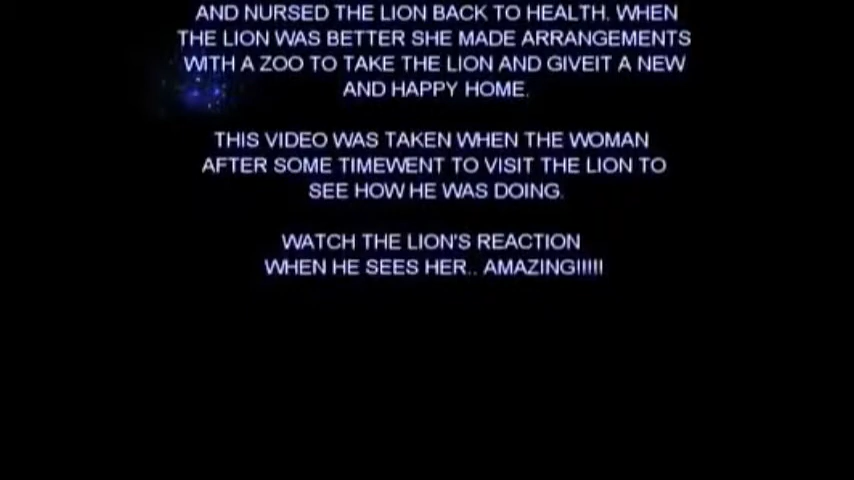 AND NURSED THE LION BACK TO HEALTH. WHEN
THE LION WAS BETTER SHE MADE ARRANGEMENTS
WITH A ZOO TO TAKE THE LION AND GIVEIT A NEW
AND HAPPY HOME.
THIS VIDEO WAS TAKEN WHEN THE WOMAN
AFTER SOME TIMEWENT TO VISIT THE LION TO
SEE HOW HE WAS DOING.
WATCH THE LION'S REACTION
WHEN HE SEES HER.. AMAZING!!!!!